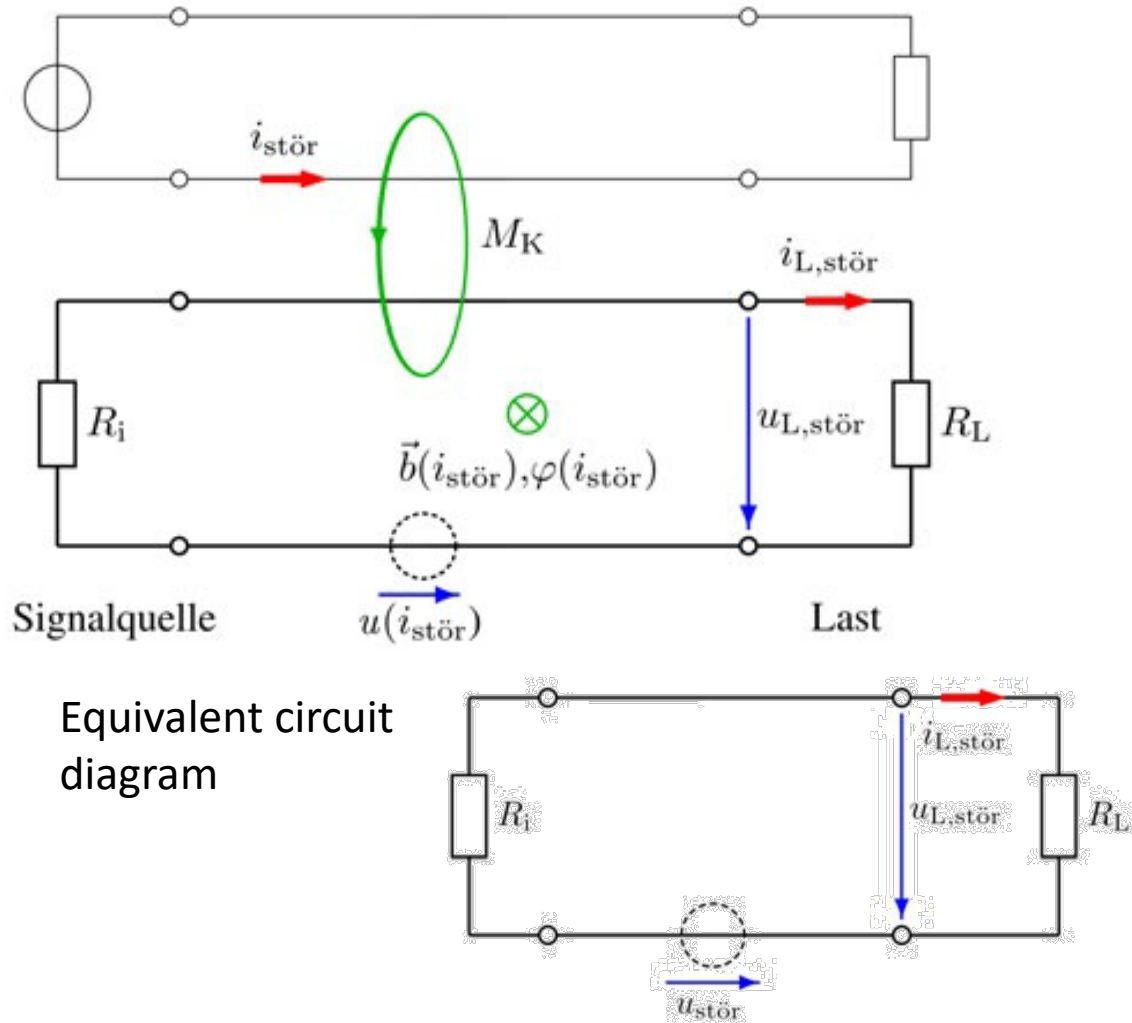 i_stör
M_K
i_L,stör
R_i
u_L,stör
R_L
b⃗(i_stör),φ(i_stör)
Signalquelle
u(i_stör)
Last
Equivalent circuit
diagram
i_L,stör
R_i
u_L,stör
R_L
u_stör